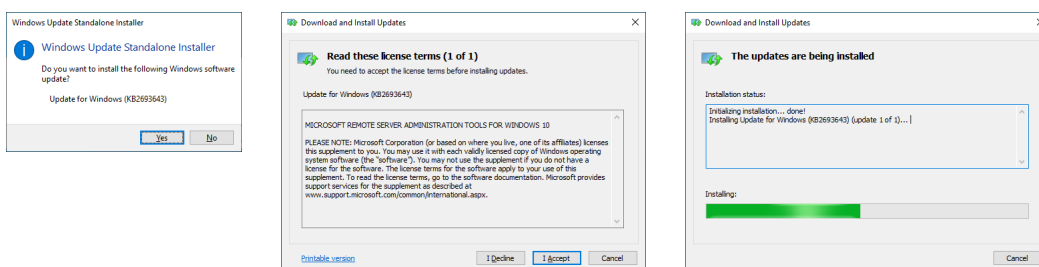 Windows Update Standalone Installer
Windows Update Standalone Installer
Do you want to install the following Windows software
update?
Update for Windows (KB2693643)
Yes
No
Download and Install Updates
Read these license terms (1 of 1)
You need to accept the license terms before installing updates.
Update for Windows (KB2693643)
MICROSOFT REMOTE SERVER ADMINISTRATION TOOLS FOR WINDOWS 10
PLEASE NOTE: Microsoft Corporation (or based on where you live, one of its affiliates) licenses
this supplement to you. You may use it with each validly licensed copy of Windows operating
system software (the "software"). You may not use the supplement if you do not have a
license for the software. The license terms for the software apply to your use of this
supplement. To read the license terms, go to the software documentation. Microsoft provides
support services for the supplement as described at
www.support.microsoft.com/common/international.aspx.
Printable version
I Decline
I Accept
Cancel
Download and Install Updates
The updates are being installed
Installation status:
Initializing installation... done!
Installing Update for Windows (KB2693643) (update 1 of 1)...
Installing:
Cancel